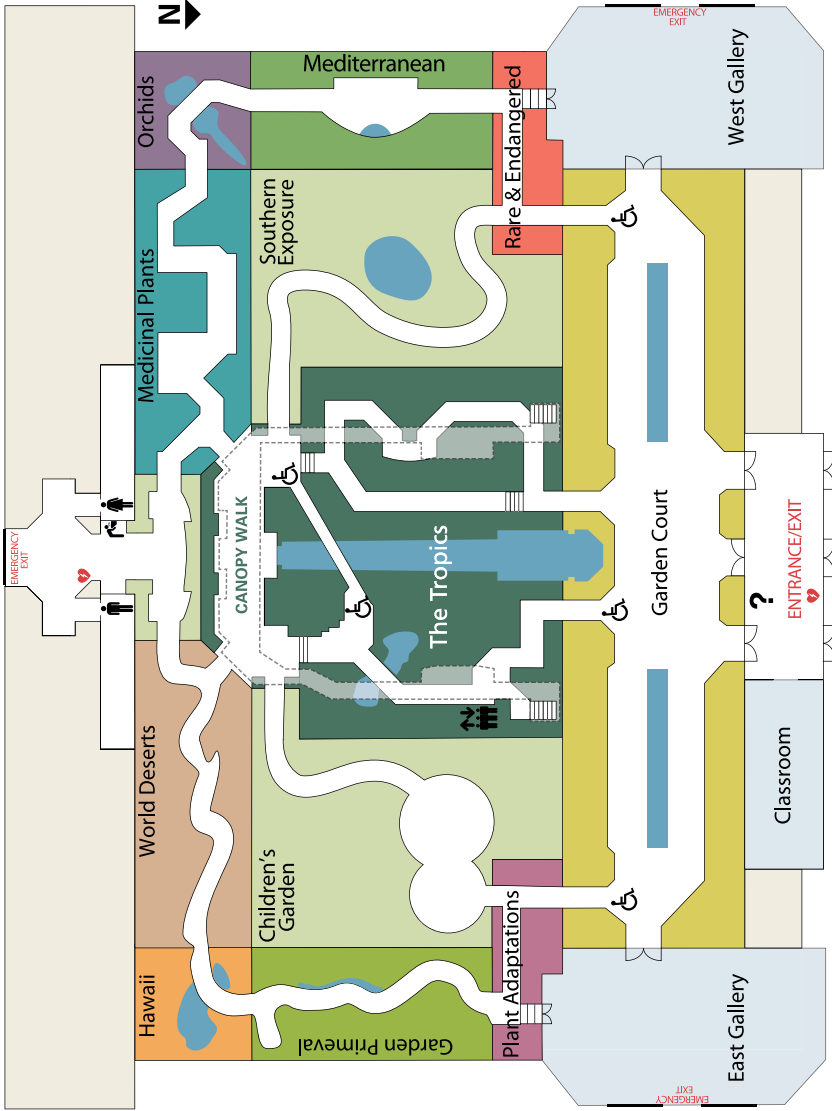 N
EMERGENCY
EXIT
West Gallery
Mediterranean
Orchids
Rare & Endangered
Southern
Exposure
Medicinal Plants
EMERGENCY
EXIT
CANOPY WALK
The Tropics
Garden Court
?
ENTRANCE/EXIT
Classroom
World Deserts
Children's
Garden
Hawaii
Garden Primeval
Plant Adaptations
East Gallery
EMERGENCY
EXIT